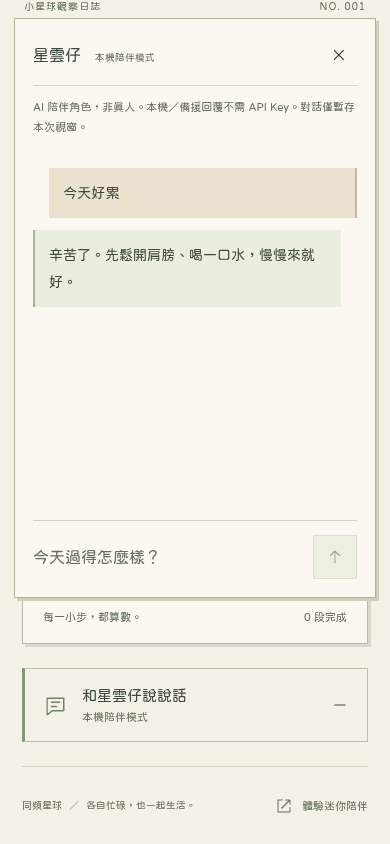 小星球觀察日誌 NO. 001
星雲仔 本機陪伴模式
AI 陪伴角色，非真人。本機／備援回覆不需 API Key。對話僅暫存
本次視窗。
今天好累
辛苦了。先鬆開肩膀、喝一口水，慢慢來就
好。
今天過得怎麼樣？
每一小步，都算數。 0 段完成
和星雲仔說說話
本機陪伴模式
同頻星球 ／ 各自忙碌，也一起生活。 體驗迷你陪伴